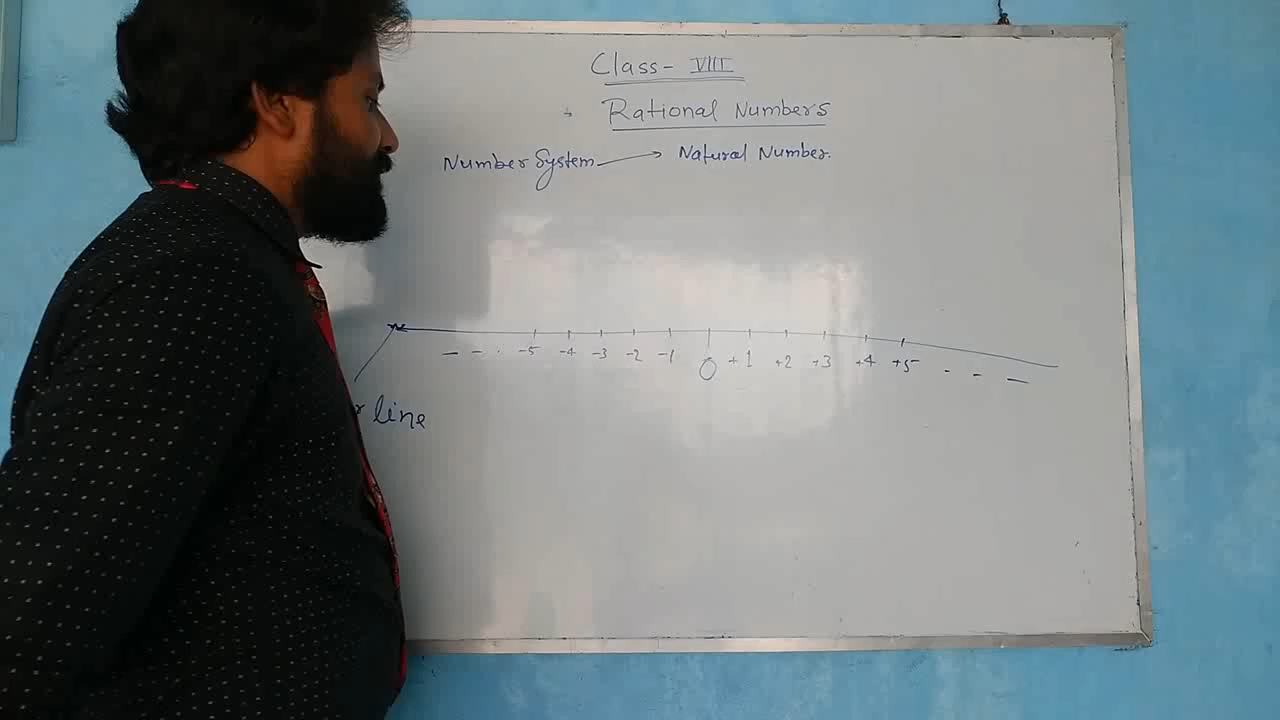 Class- VIII
Rational Numbers
Number System → Natural Number.
-5 -4 -3 -2 -1 0 +1 +2 +3 +4 +5
line